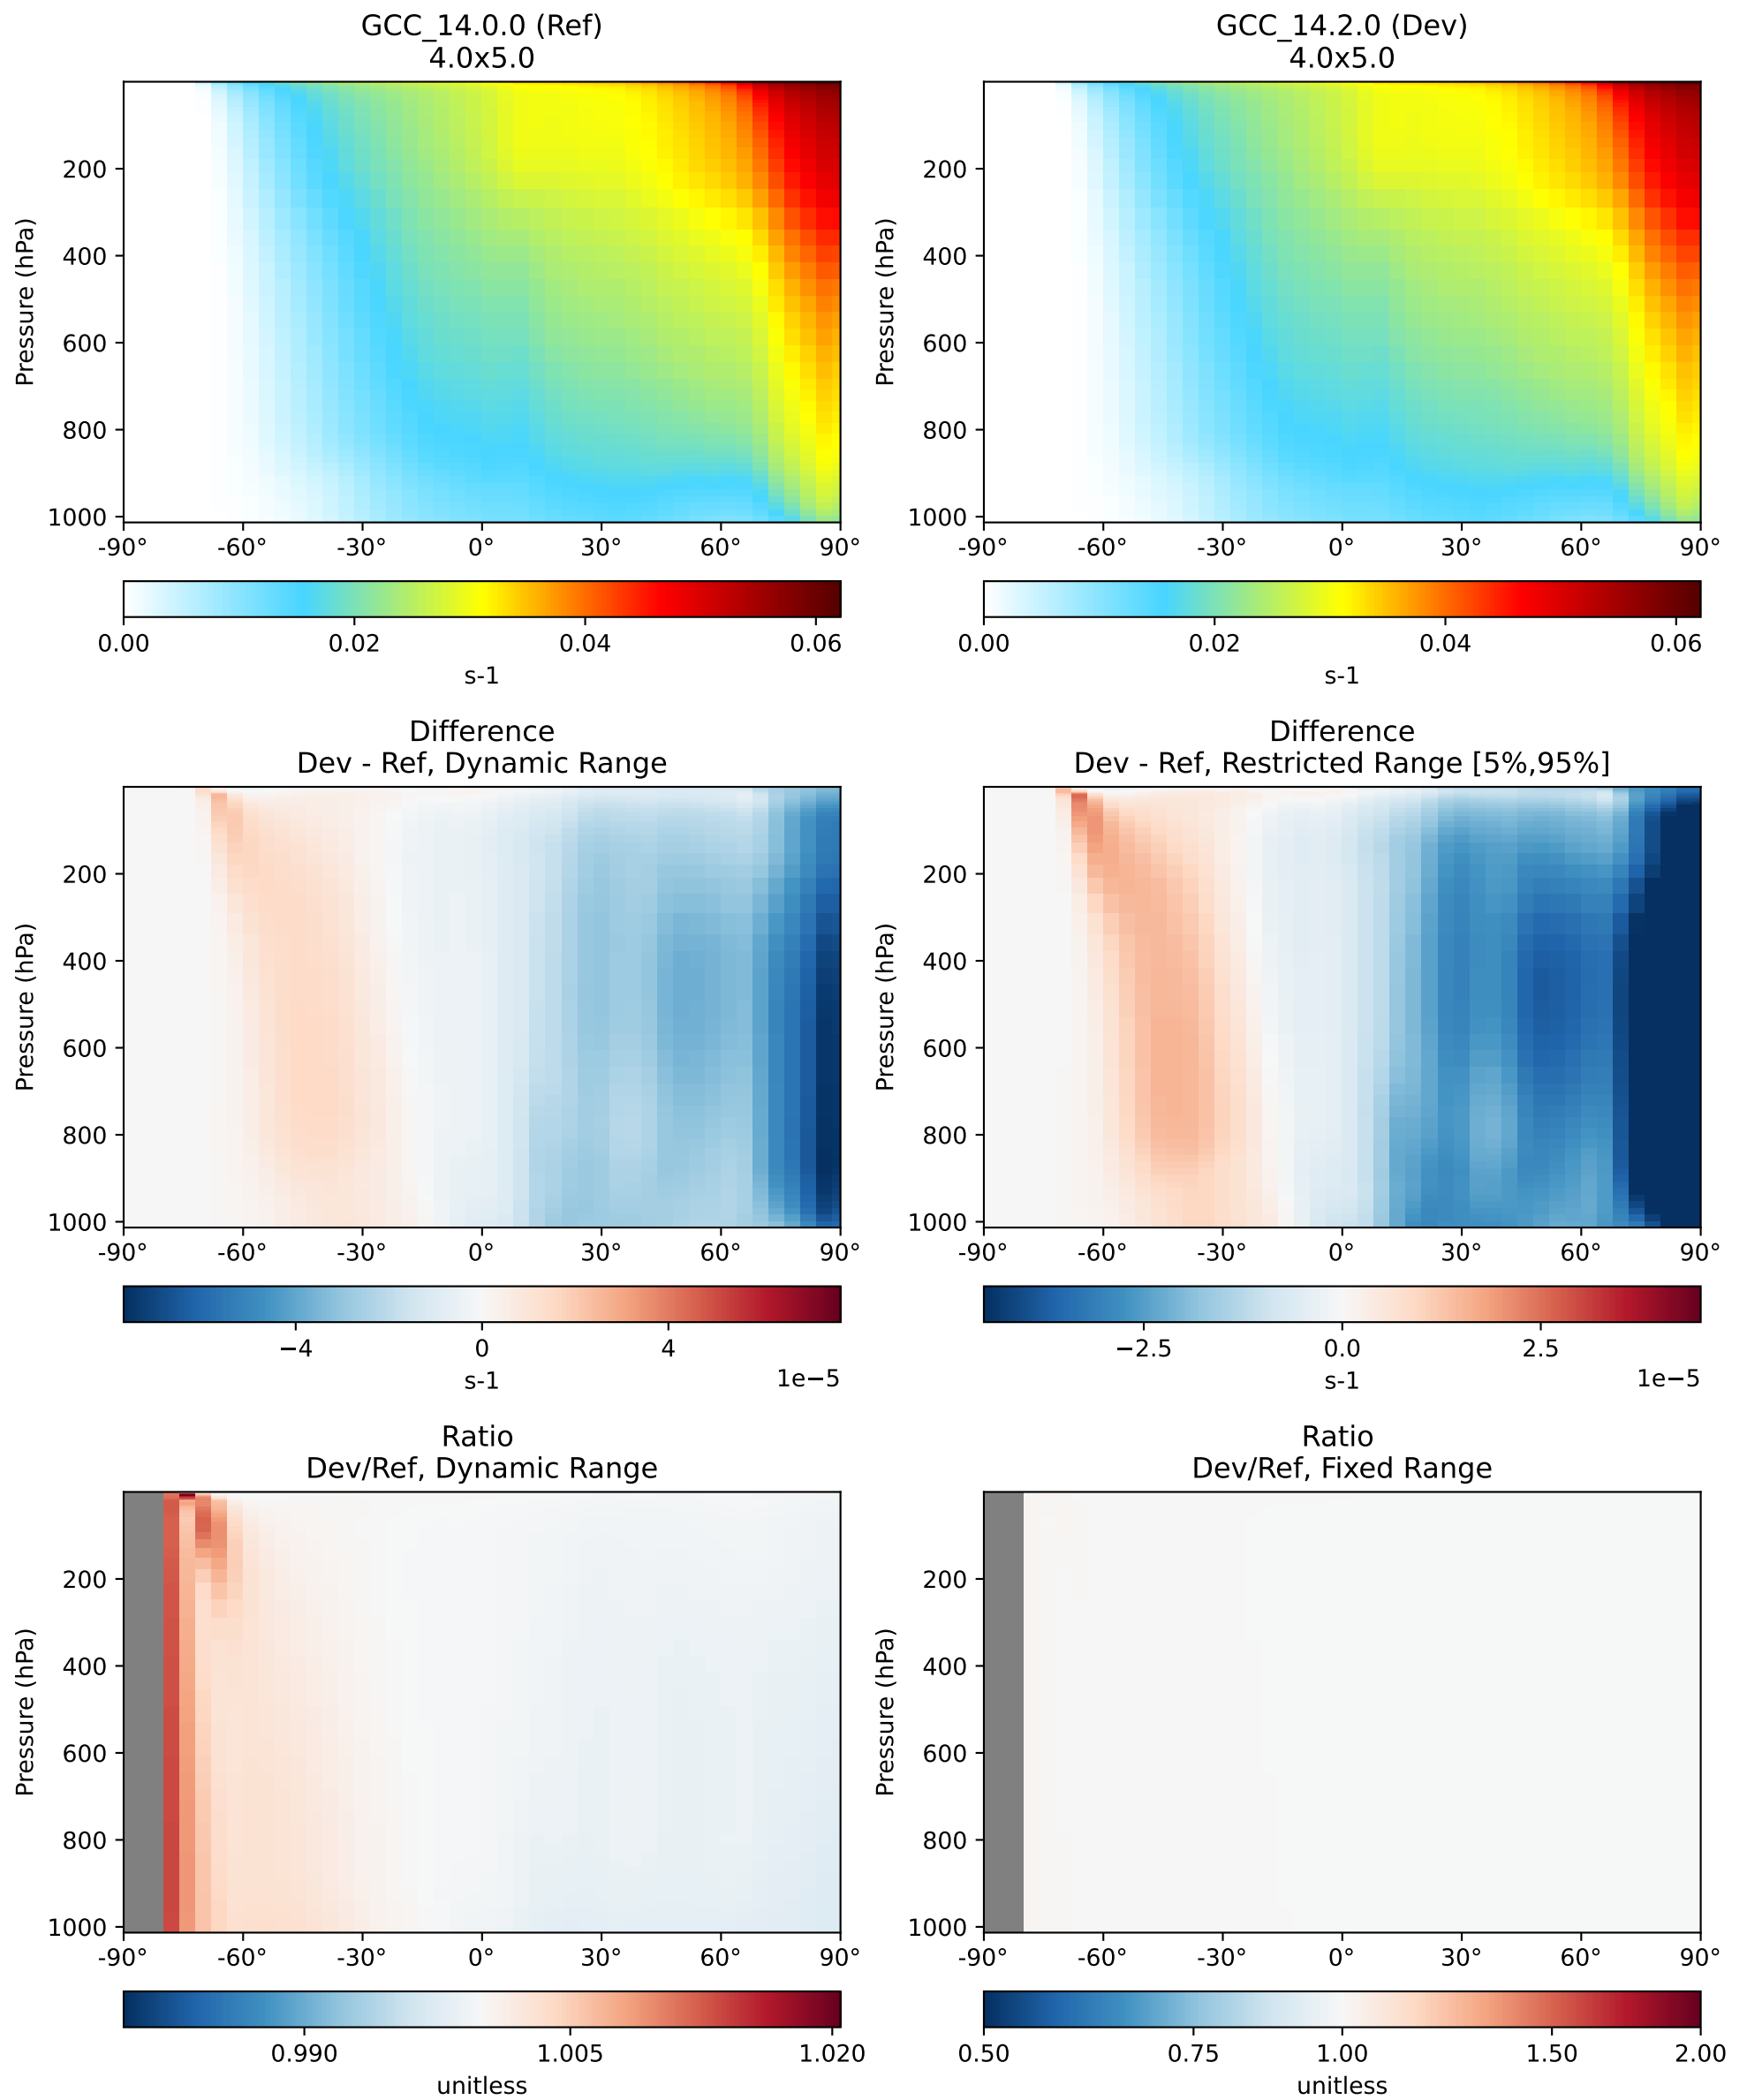 GCC_14.0.0 (Ref)
4.0x5.0
Pressure (hPa)
200
400
600
800
1000
-90° -60° -30° 0° 30° 60° 90°
0.00 0.02 0.04 0.06
s-1
GCC_14.2.0 (Dev)
4.0x5.0
Pressure (hPa)
200
400
600
800
1000
-90° -60° -30° 0° 30° 60° 90°
0.00 0.02 0.04 0.06
s-1
Difference
Dev - Ref, Dynamic Range
Pressure (hPa)
200
400
600
800
1000
-90° -60° -30° 0° 30° 60° 90°
−4 0 4
s-1 1e−5
Difference
Dev - Ref, Restricted Range [5%,95%]
Pressure (hPa)
200
400
600
800
1000
-90° -60° -30° 0° 30° 60° 90°
−2.5 0.0 2.5
s-1 1e−5
Ratio
Dev/Ref, Dynamic Range
Pressure (hPa)
200
400
600
800
1000
-90° -60° -30° 0° 30° 60° 90°
0.990 1.005 1.020
unitless
Ratio
Dev/Ref, Fixed Range
Pressure (hPa)
200
400
600
800
1000
-90° -60° -30° 0° 30° 60° 90°
0.50 0.75 1.00 1.50 2.00
unitless